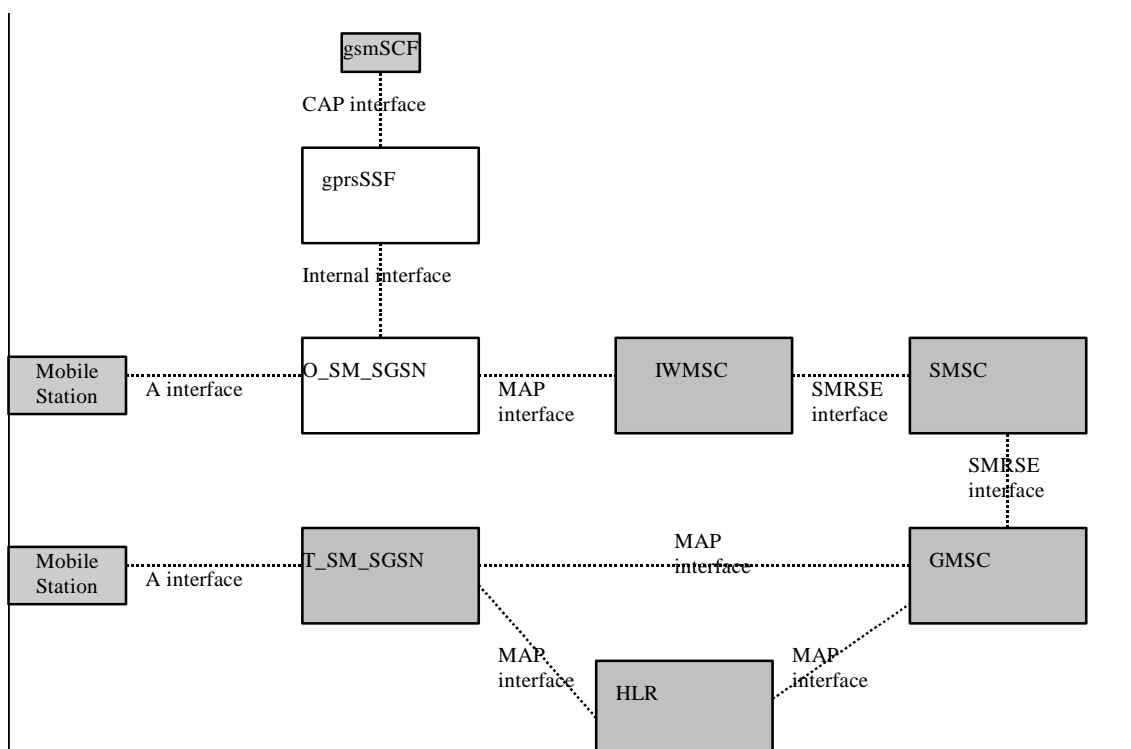 gsmSCF
CAP interface
gprsSSF
Internal interface
Mobile
Station
A interface
O_SM_SGSN
MAP
interface
IWMSC
SMRSE
interface
SMSC
SMRSE
interface
Mobile
Station
A interface
T_SM_SGSN
MAP
interface
GMSC
MAP
interface
HLR
MAP
interface